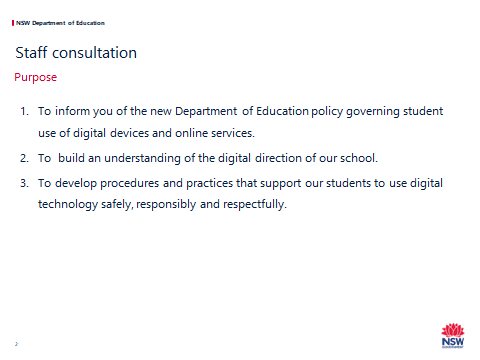 NSW Department of Education
Staff consultation
Purpose
1. To inform you of the new Department of Education policy governing student
use of digital devices and online services.
2. To build an understanding of the digital direction of our school.
3. To develop procedures and practices that support our students to use digital
technology safely, responsibly and respectfully.
2
NSW